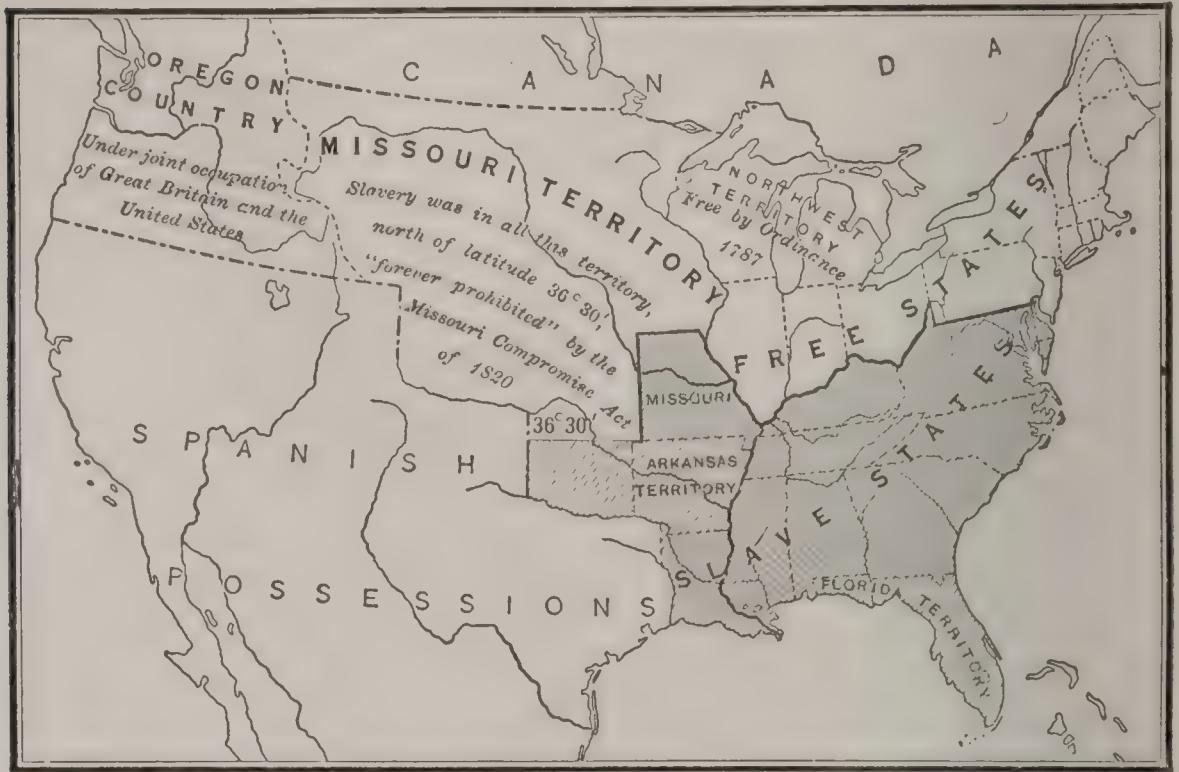 CANADA
OREGON
COUNTRY
Under joint occupation
of Great Britain and the
United States
MISSOURI TERRITORY
Slavery was in all this territory,
north of latitude 36° 30′,
"forever prohibited" by the
Missouri Compromise Act
of 1820
NORTHWEST
TERRITORY
Free by Ordinance
1787
FREE STATES
MISSOURI
36° 30′
ARKANSAS
TERRITORY
SLAVE STATES
FLORIDA TERRITORY
SPANISH
POSSESSIONS